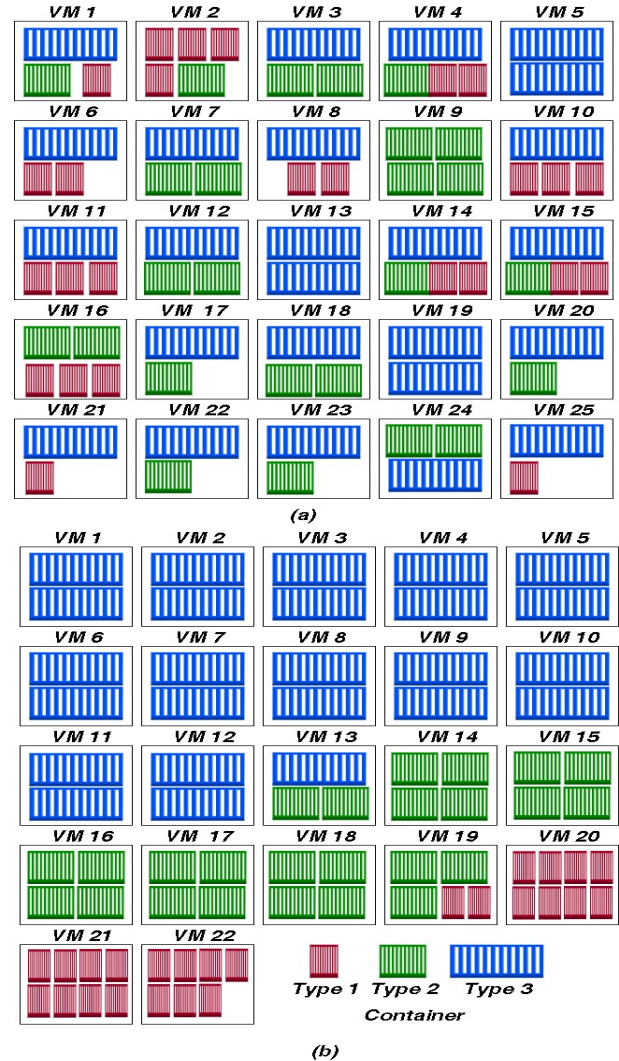 VM 1 VM 2 VM 3 VM 4 VM 5
VM 6 VM 7 VM 8 VM 9 VM 10
VM 11 VM 12 VM 13 VM 14 VM 15
VM 16 VM 17 VM 18 VM 19 VM 20
VM 21 VM 22 VM 23 VM 24 VM 25
(a)
VM 1 VM 2 VM 3 VM 4 VM 5
VM 6 VM 7 VM 8 VM 9 VM 10
VM 11 VM 12 VM 13 VM 14 VM 15
VM 16 VM 17 VM 18 VM 19 VM 20
VM 21 VM 22
Type 1 Type 2 Type 3
Container
(b)